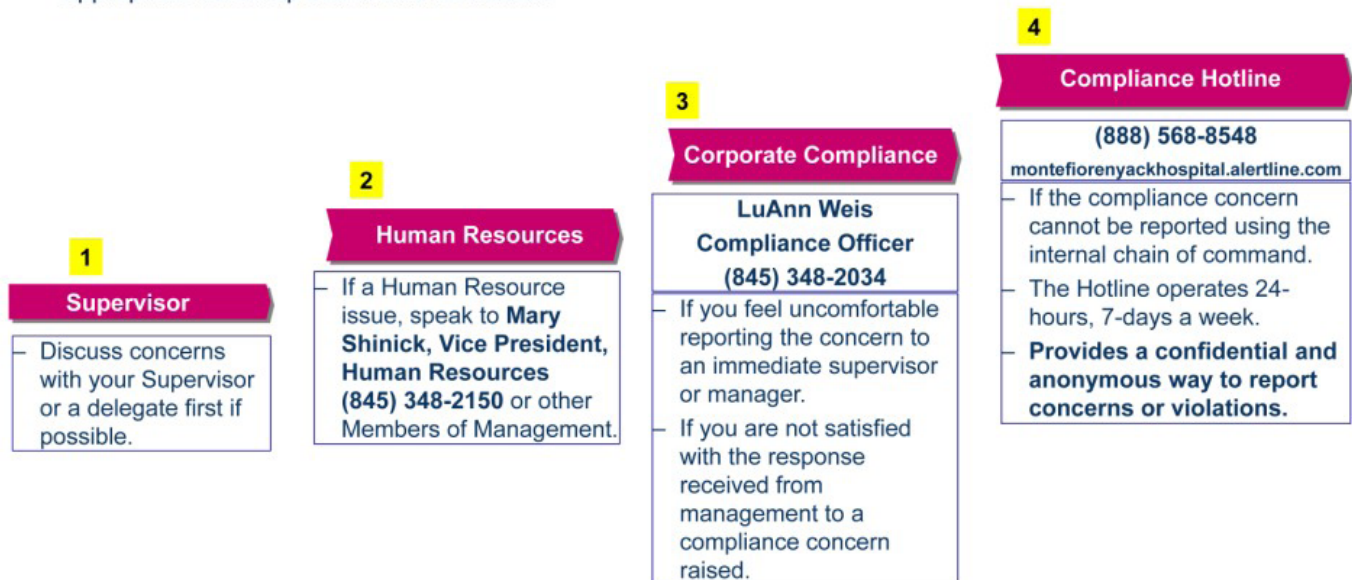 1
Supervisor
– Discuss concerns
with your Supervisor
or a delegate first if
possible.
2
Human Resources
– If a Human Resource
issue, speak to Mary
Shinick, Vice President,
Human Resources
(845) 348-2150 or other
Members of Management.
3
Corporate Compliance
LuAnn Weis
Compliance Officer
(845) 348-2034
– If you feel uncomfortable
reporting the concern to
an immediate supervisor
or manager.
– If you are not satisfied
with the response
received from
management to a
compliance concern
raised.
4
Compliance Hotline
(888) 568-8548
montefiorenyackhospital.alertline.com
– If the compliance concern
cannot be reported using the
internal chain of command.
– The Hotline operates 24-
hours, 7-days a week.
– Provides a confidential and
anonymous way to report
concerns or violations.